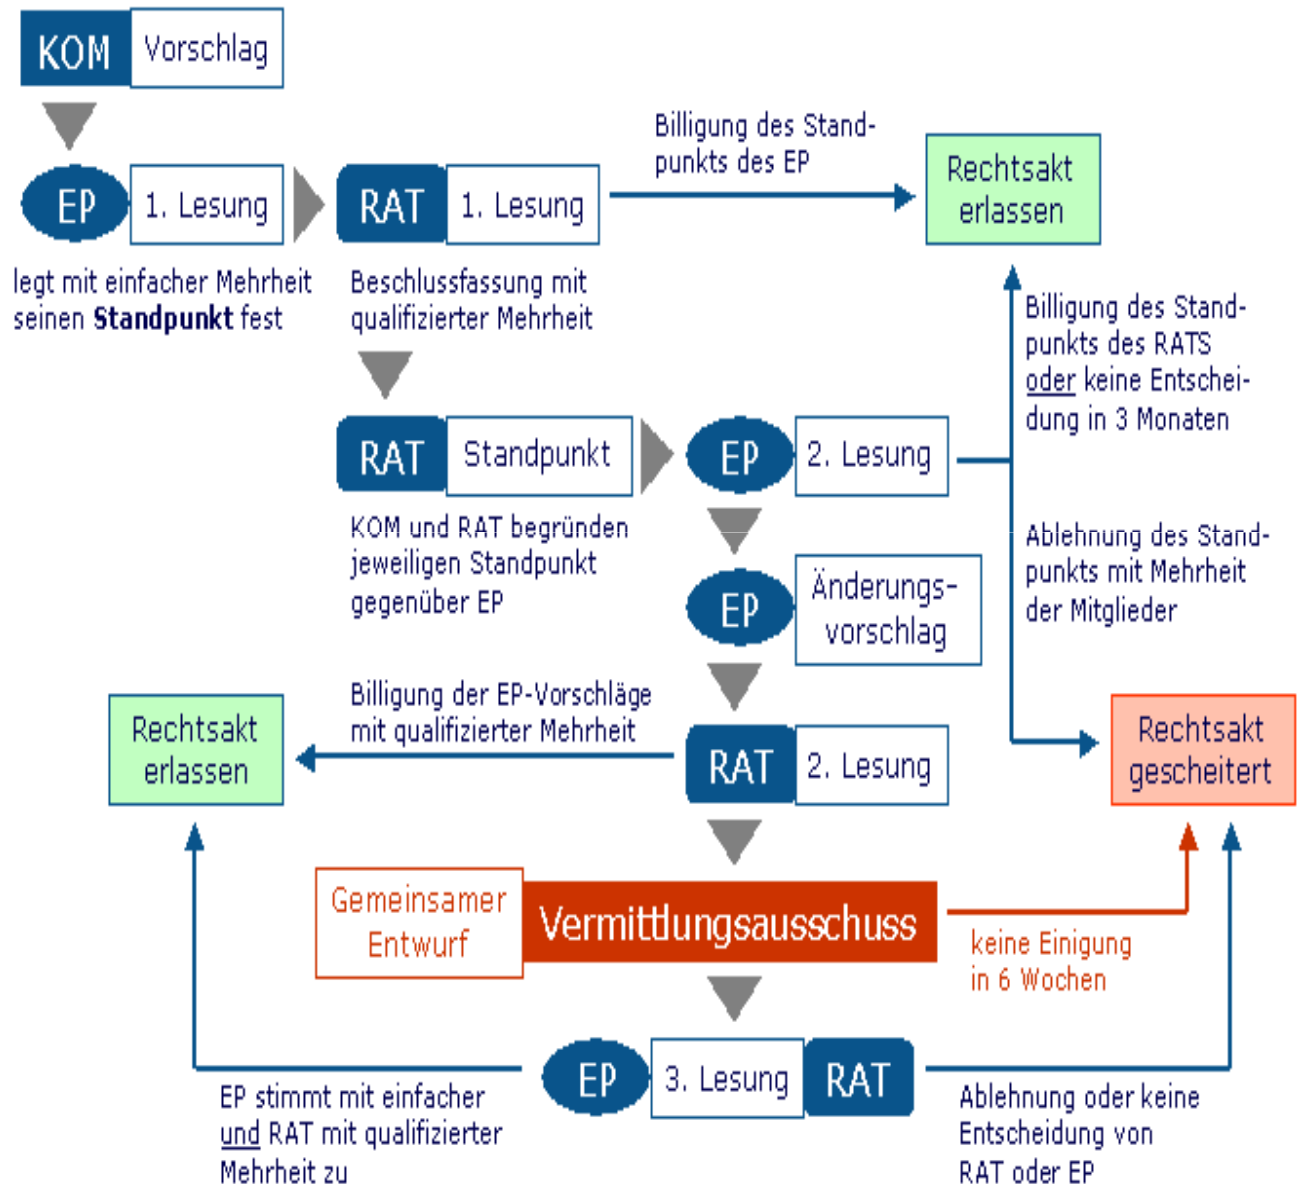 KOM
Vorschlag
EP
1. Lesung
legt mit einfacher Mehrheit
seinen Standpunkt fest
RAT
1. Lesung
Beschlussfassung mit
qualifizierter Mehrheit
Billigung des Stand-
punkts des EP
Rechtsakt
erlassen
Billigung des Stand-
punkts des RATS
oder keine Entschei-
dung in 3 Monaten
RAT
Standpunkt
KOM und RAT begründen
jeweiligen Standpunkt
gegenüber EP
EP
2. Lesung
Ablehnung des Stand-
punkts mit Mehrheit
der Mitglieder
EP
Änderungs-
vorschlag
Billigung der EP-Vorschläge
mit qualifizierter Mehrheit
Rechtsakt
erlassen
RAT
2. Lesung
Rechtsakt
gescheitert
Gemeinsamer
Entwurf
Vermittlungsausschuss
keine Einigung
in 6 Wochen
EP
3. Lesung
RAT
EP stimmt mit einfacher
und RAT mit qualifizierter
Mehrheit zu
Ablehnung oder keine
Entscheidung von
RAT oder EP